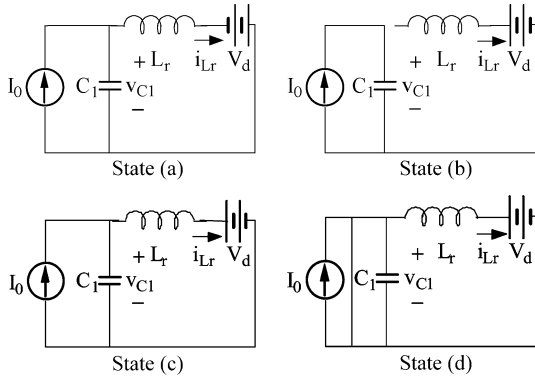 I0 C1 + vC1 − Lr iLr Vd
State (a)
I0 C1 + vC1 − Lr iLr Vd
State (b)
I0 C1 + vC1 − Lr iLr Vd
State (c)
I0 C1 + vC1 − Lr iLr Vd
State (d)